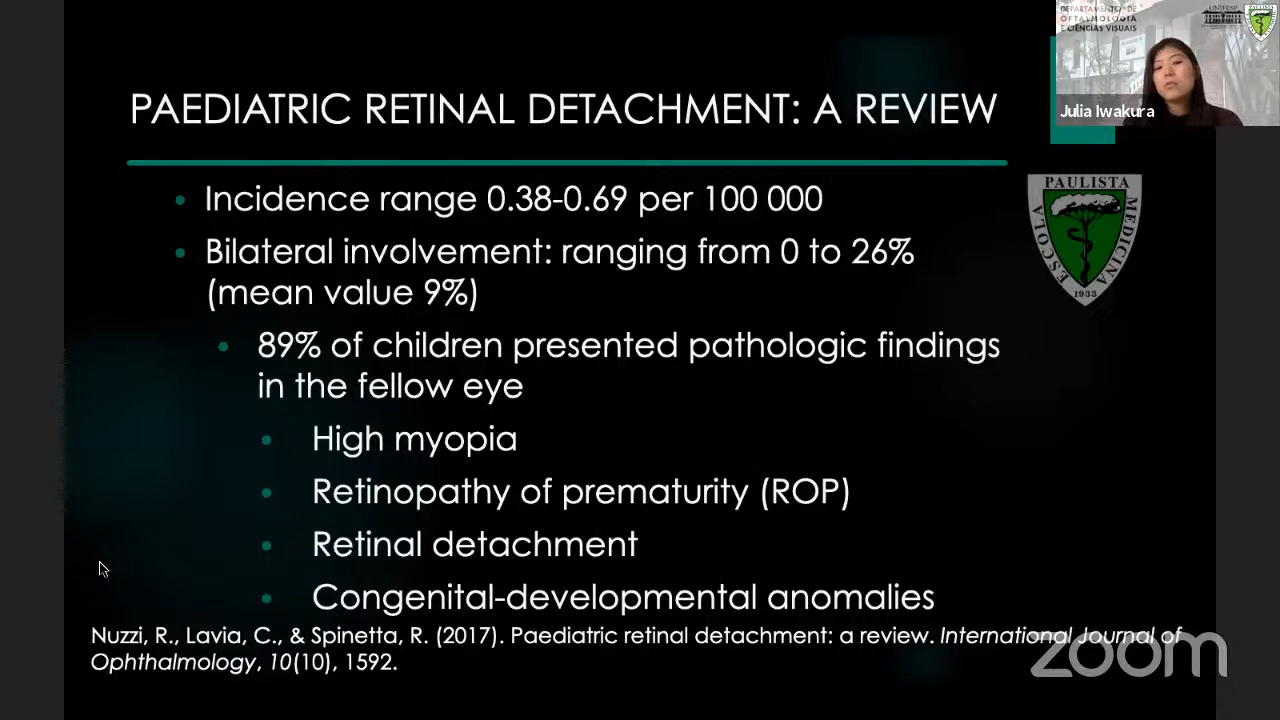 DEPARTAMENTO DE
OFTALMOLOGIA
E CIÊNCIAS VISUAIS
UNIFESP
PAULISTA
Julia Iwakura
PAEDIATRIC RETINAL DETACHMENT: A REVIEW
PAULISTA
ESCOLA
MEDICINA
1933
• Incidence range 0.38-0.69 per 100 000
• Bilateral involvement: ranging from 0 to 26%
(mean value 9%)
• 89% of children presented pathologic findings
in the fellow eye
• High myopia
• Retinopathy of prematurity (ROP)
• Retinal detachment
• Congenital-developmental anomalies
Nuzzi, R., Lavia, C., & Spinetta, R. (2017). Paediatric retinal detachment: a review. International Journal of
Ophthalmology, 10(10), 1592.
zoom